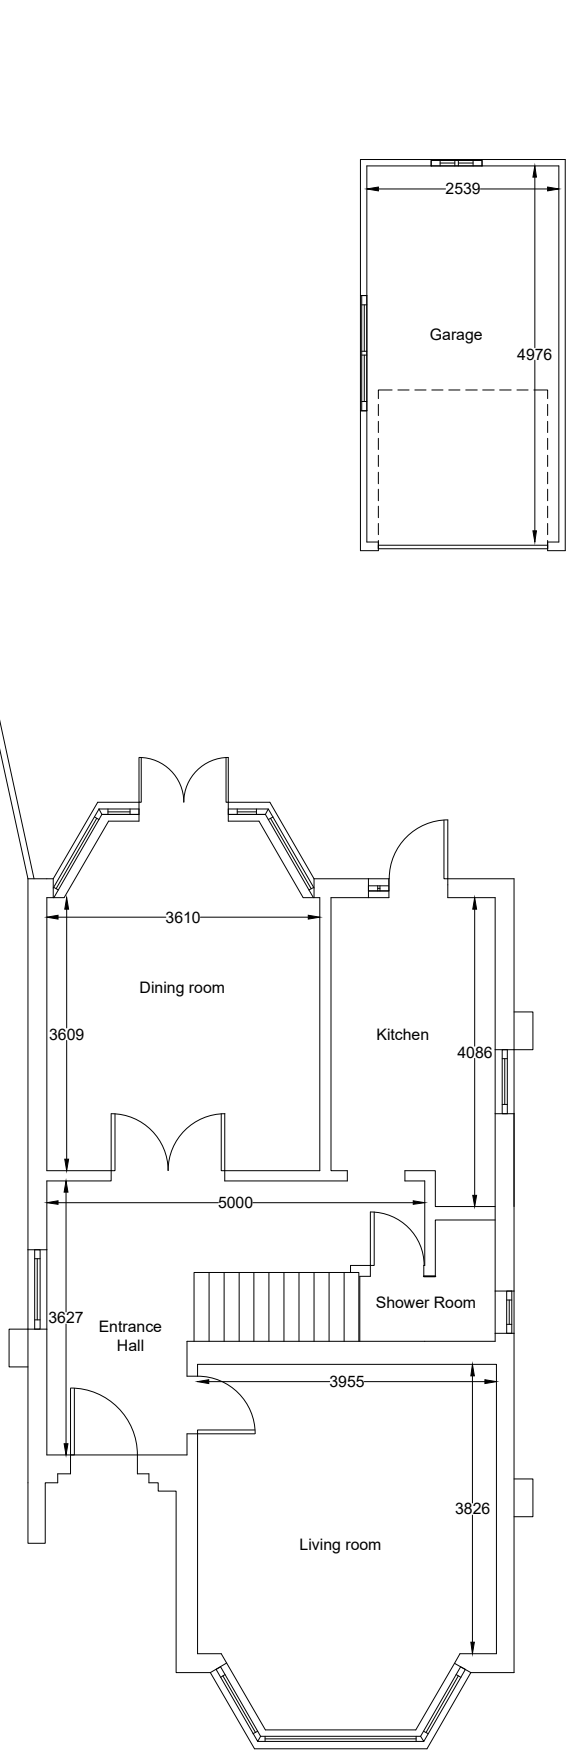 2539
Garage
4976
3610
Dining room
3609
Kitchen
4086
5000
Shower Room
3627
Entrance
Hall
3955
3826
Living room